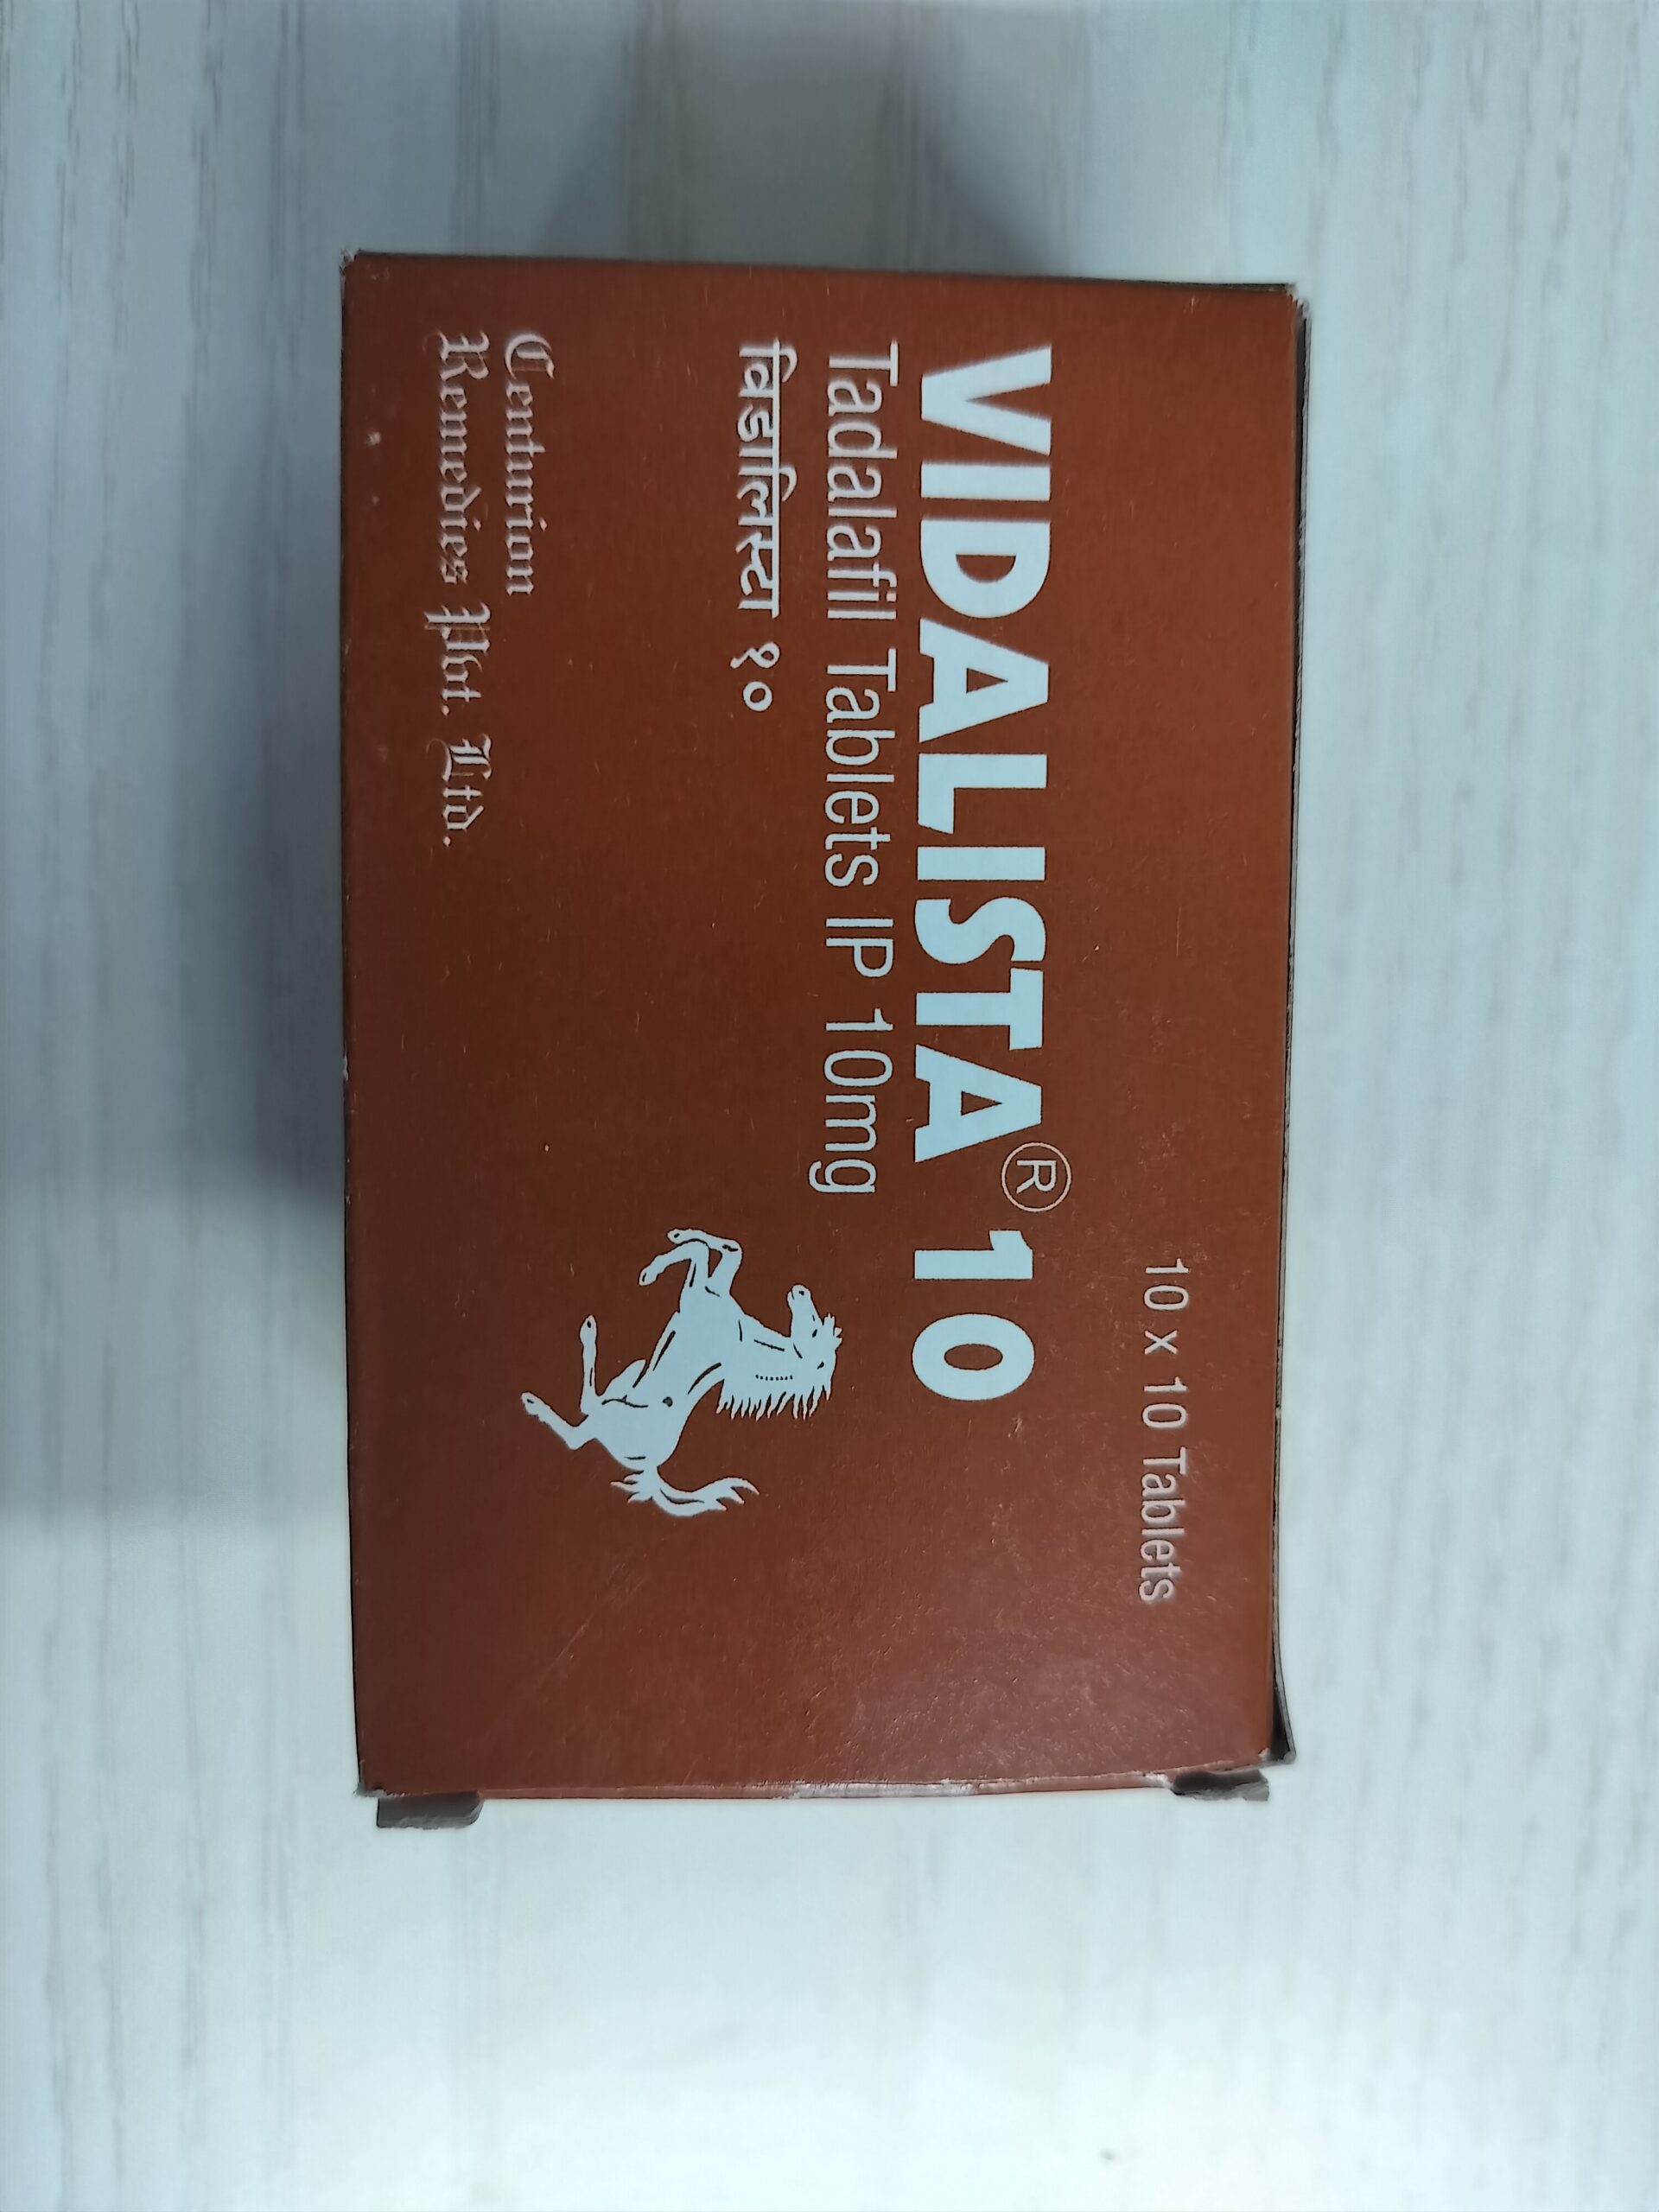 10 x 10 Tablets
VIDALISTA® 10
Tadalafil Tablets IP 10mg
विडालिस्टा १०
Centurion
Remedies Pvt. Ltd.